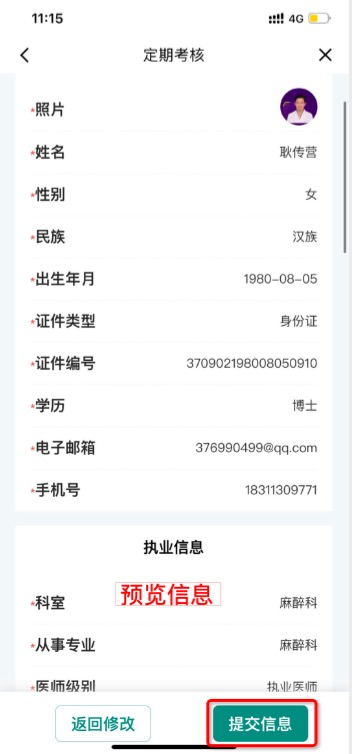 11:15 4G
定期考核
*照片
*姓名 耿传营
*性别 女
*民族 汉族
*出生年月 1980-08-05
*证件类型 身份证
*证件编号 370902198008050910
*学历 博士
*电子邮箱 376990499@qq.com
*手机号 18311309771
执业信息
预览信息
*科室 麻醉科
*从事专业 麻醉科
*医师级别 执业医师
返回修改 提交信息